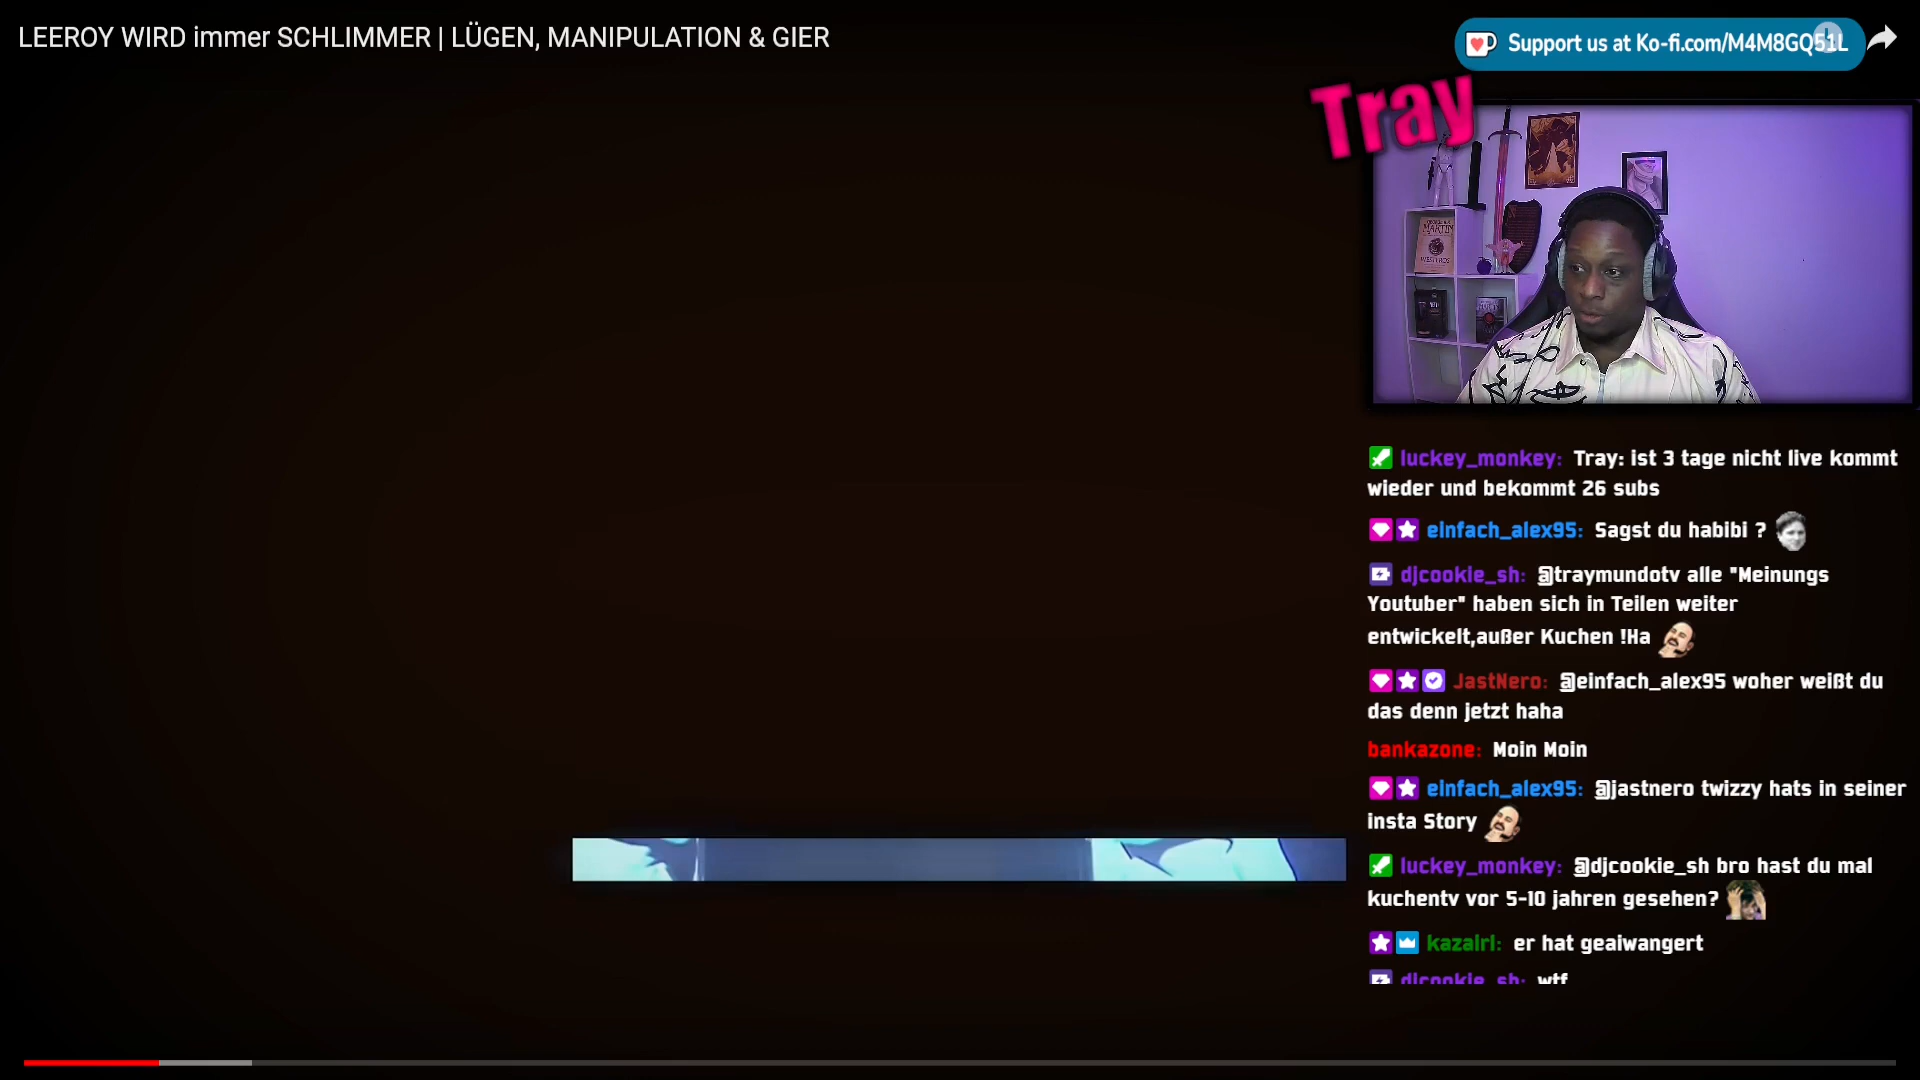 LEEROY WIRD immer SCHLIMMER | LÜGEN, MANIPULATION & GIER
Support us at Ko-fi.com/M4M8GQ51L
Tray
MARTIN
luckey_monkey: Tray: ist 3 tage nicht live kommt
wieder und bekommt 26 subs
einfach_alex95: Sagst du habibi ?
djcookie_sh: @traymundotv alle "Meinungs
Youtuber" haben sich in Teilen weiter
entwickelt,außer Kuchen !Ha
JastNero: @einfach_alex95 woher weißt du
das denn jetzt haha
bankazone: Moin Moin
einfach_alex95: @jastnero twizzy hats in seiner
insta Story
luckey_monkey: @djcookie_sh bro hast du mal
kuchentv vor 5-10 jahren gesehen?
kazairi: er hat geaiwangert
djcookie_sh: wtf